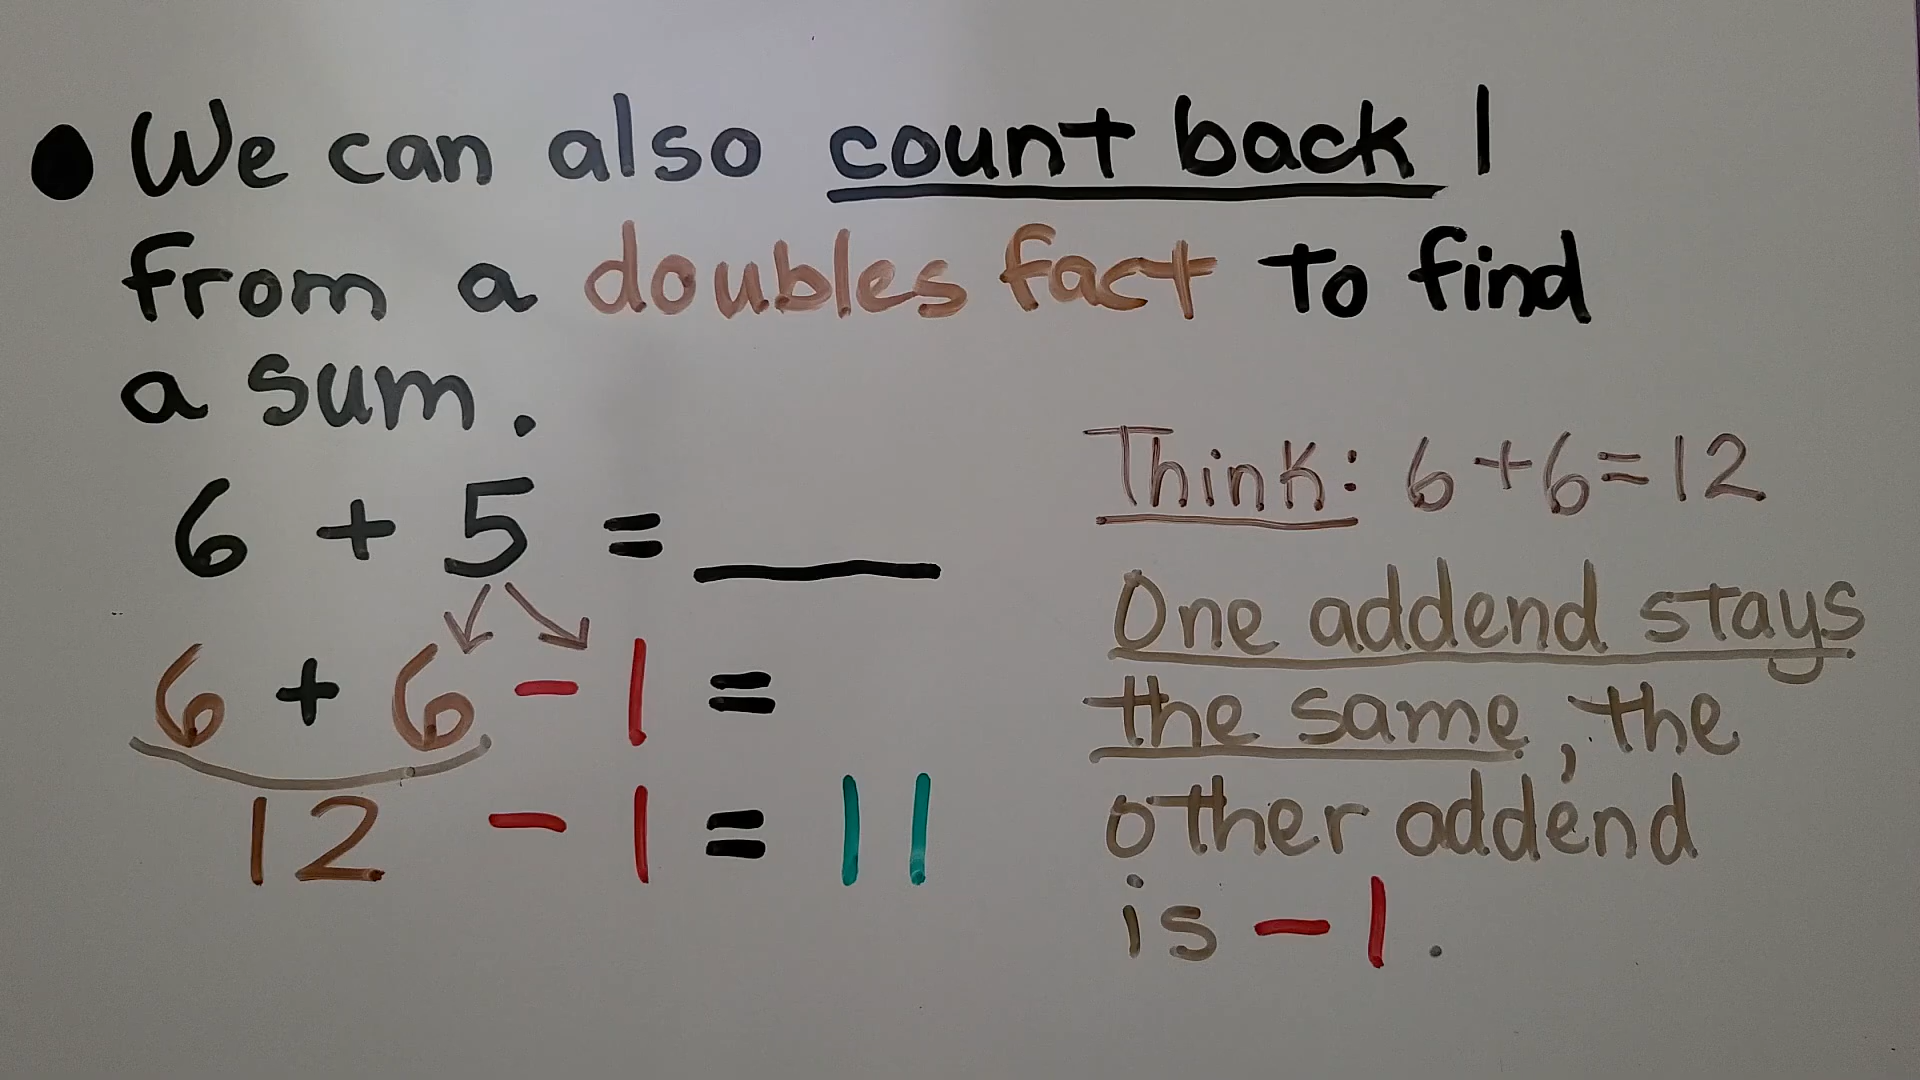 ● We can also count back 1
from a doubles fact to find
a sum.
6 + 5 = ____
6 + 6 - 1 =
12 - 1 = 11
Think: 6+6=12
One addend stays
the same, the
other addend
is -1.